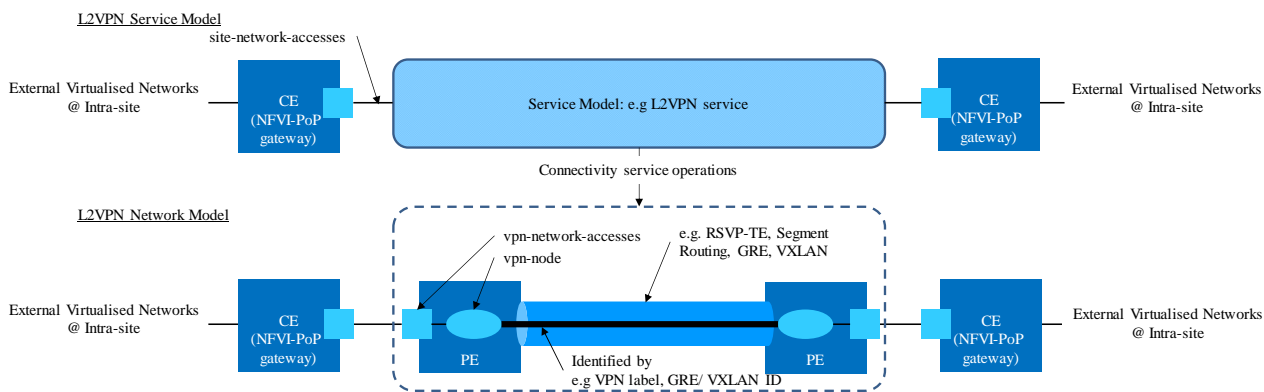 L2VPN Service Model
site-network-accesses
External Virtualised Networks
@ Intra-site
CE
(NFVI-PoP
gateway)
Service Model: e.g L2VPN service
CE
(NFVI-PoP
gateway)
External Virtualised Networks
@ Intra-site
Connectivity service operations
L2VPN Network Model
vpn-network-accesses
vpn-node
e.g. RSVP-TE, Segment
Routing, GRE, VXLAN
External Virtualised Networks
@ Intra-site
CE
(NFVI-PoP
gateway)
PE
Identified by
e.g VPN label, GRE/ VXLAN ID
PE
CE
(NFVI-PoP
gateway)
External Virtualised Networks
@ Intra-site